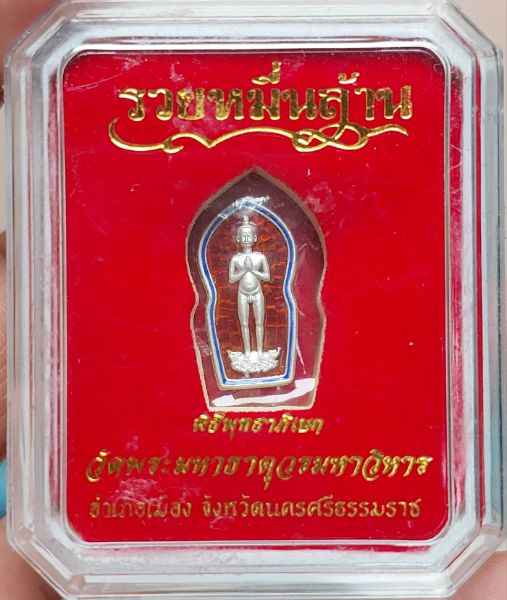 รวยหมื่นล้าน
พิธีพุทธาภิเษก
วัดพระมหาธาตุวรมหาวิหาร
อำเภอเมือง จังหวัดนครศรีธรรมราช